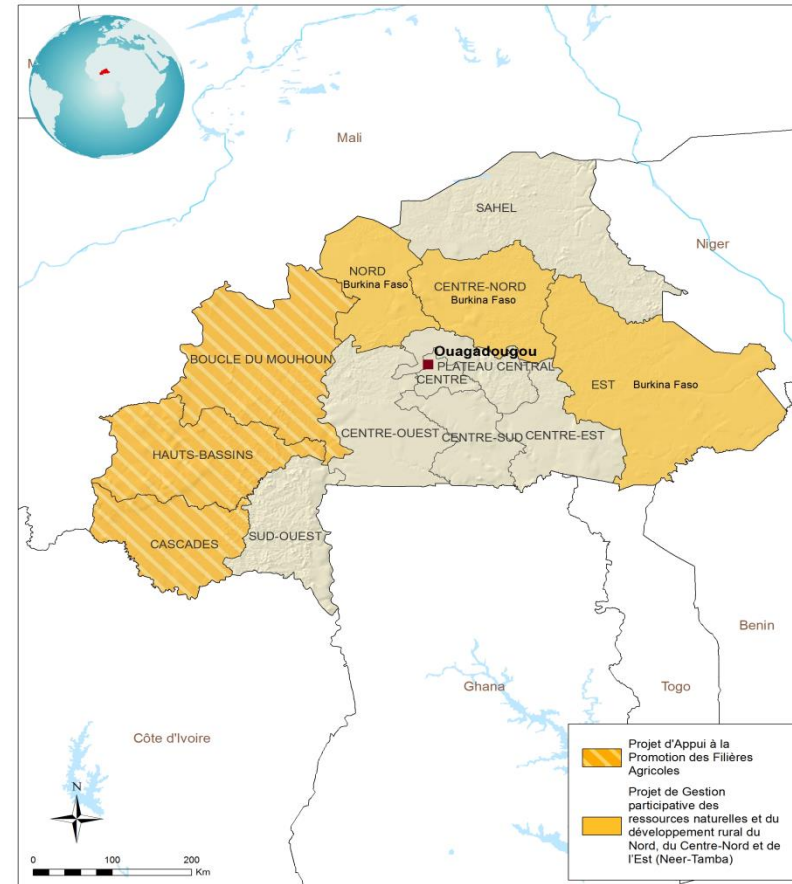 M
Mali
SAHEL
Niger
NORD
Burkina Faso
CENTRE-NORD
Burkina Faso
BOUCLE DU MOUHOUN
Ouagadougou
PLATEAU CENTRAL
CENTRE
EST Burkina Faso
CENTRE-OUEST
CENTRE-SUD
CENTRE-EST
HAUTS-BASSINS
CASCADES
SUD-OUEST
Benin
Ghana
Togo
Côte d'Ivoire
N
0 100 200
Km
Projet d'Appui à la
Promotion des Filières
Agricoles
Projet de Gestion
participative des
ressources naturelles et du
développement rural du
Nord, du Centre-Nord et de
l'Est (Neer-Tamba)